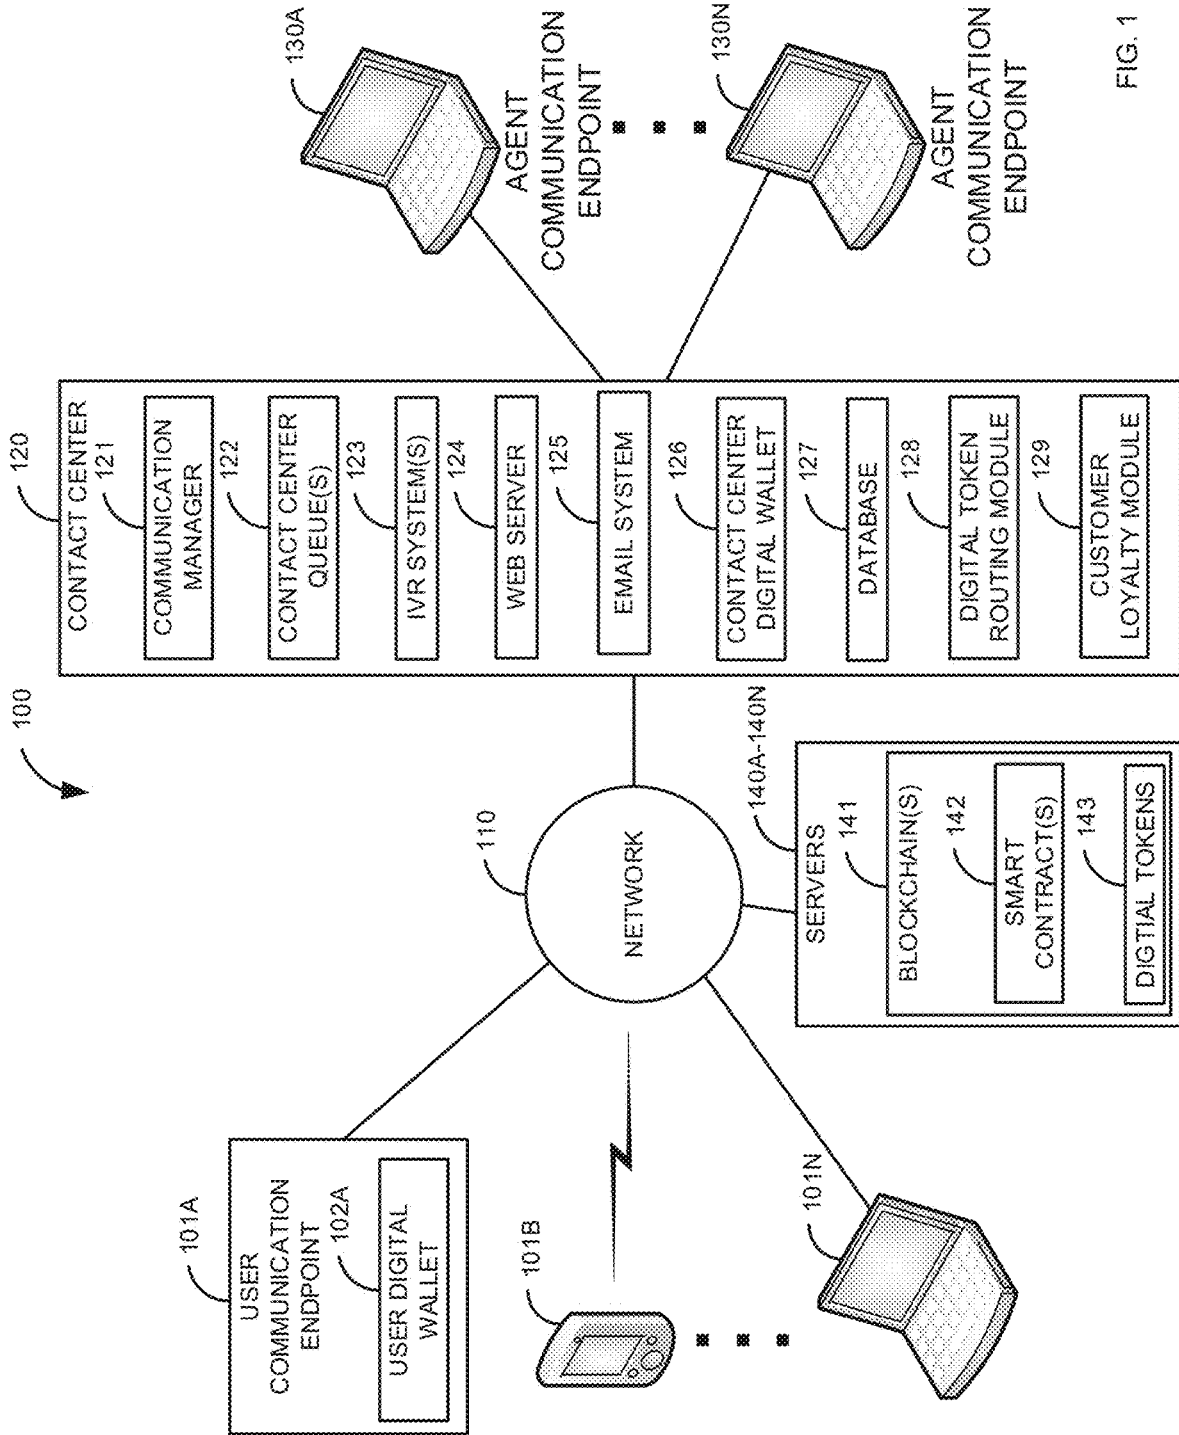 100
101A
USER
COMMUNICATION
ENDPOINT
102A
USER DIGITAL
WALLET
101B
101N
110
NETWORK
140A-140N
SERVERS
141
BLOCKCHAIN(S)
142
SMART
CONTRACT(S)
143
DIGTIAL TOKENS
120
CONTACT CENTER
121
COMMUNICATION
MANAGER
122
CONTACT CENTER
QUEUE(S)
123
IVR SYSTEM(S)
124
WEB SERVER
125
EMAIL SYSTEM
126
CONTACT CENTER
DIGITAL WALLET
127
DATABASE
128
DIGITAL TOKEN
ROUTING MODULE
129
CUSTOMER
LOYALTY MODULE
130A
AGENT
COMMUNICATION
ENDPOINT
130N
AGENT
COMMUNICATION
ENDPOINT
FIG. 1